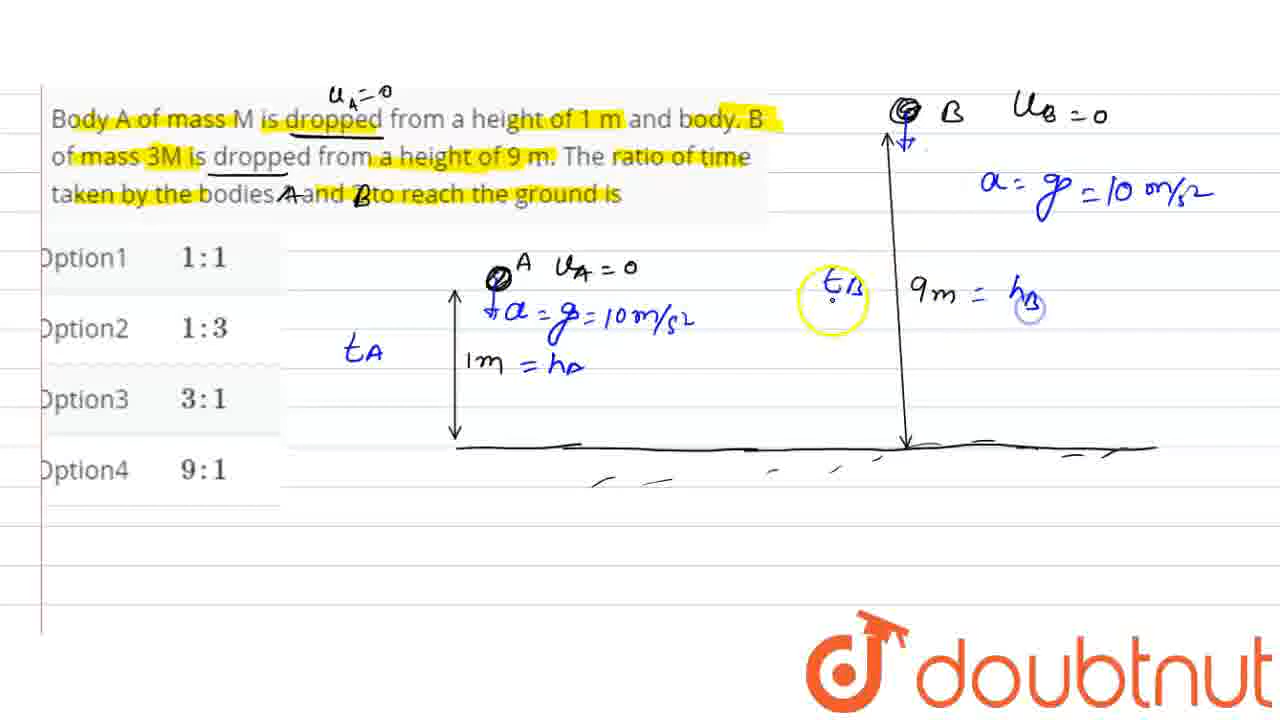 u_A = 0
Body A of mass M is dropped from a height of 1 m and body. B
of mass 3M is dropped from a height of 9 m. The ratio of time
taken by the bodies A and B to reach the ground is
Option1 1 : 1
Option2 1 : 3
Option3 3 : 1
Option4 9 : 1
A u_A = 0
a = g = 10 m/s²
t_A
1m = h_A
B u_B = 0
a = g = 10 m/s²
t_B
9m = h_B
doubtnut